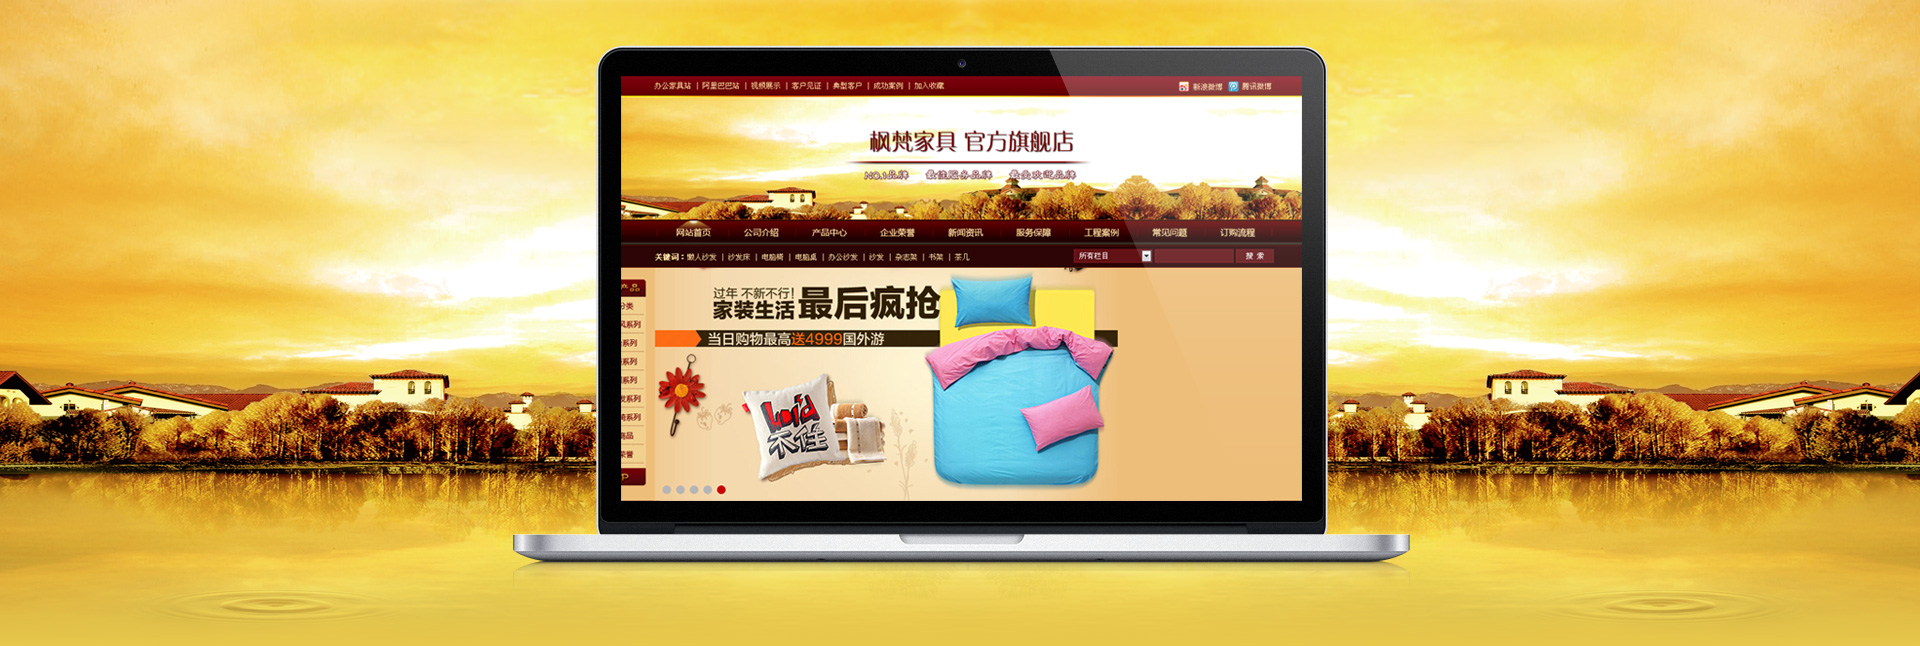 办公家具站 | 阿里巴巴站 | 视频展示 | 客户见证 | 典型客户 | 成功案例 | 加入收藏
新浪微博 腾讯微博
枫梵家具 官方旗舰店
NO.1品牌 最佳服务品牌 最受欢迎品牌
网站首页 公司介绍 产品中心 企业荣誉 新闻资讯 服务保障 工程案例 常见问题 订购流程
关键词：懒人沙发 | 沙发床 | 电脑椅 | 电脑桌 | 办公沙发 | 沙发 | 杂志架 | 书架 | 茶几
所有栏目 搜 索
分类
风系列
系列
系列
系列
发系列
系列
商品
荣誉
过年 不新不行！
家装生活 最后疯抢
当日购物最高送4999国外游
hold
不住